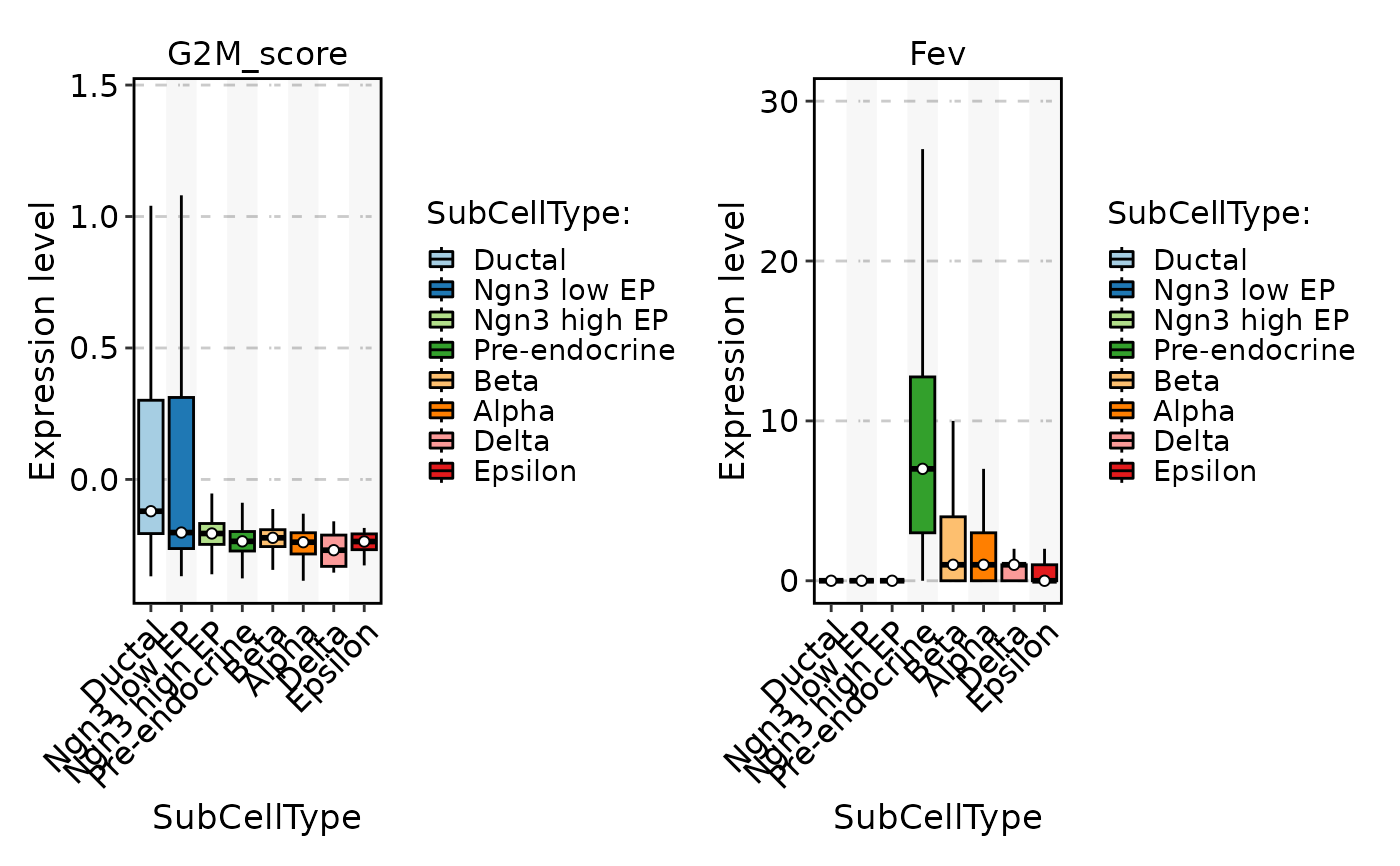 G2M_score
1.5
1.0
0.5
0.0
Expression level
Ductal
Ngn3 low EP
Ngn3 high EP
Pre-endocrine
Beta
Alpha
Delta
Epsilon
SubCellType
SubCellType:
Ductal
Ngn3 low EP
Ngn3 high EP
Pre-endocrine
Beta
Alpha
Delta
Epsilon
Fev
30
20
10
0
Expression level
Ductal
Ngn3 low EP
Ngn3 high EP
Pre-endocrine
Beta
Alpha
Delta
Epsilon
SubCellType
SubCellType:
Ductal
Ngn3 low EP
Ngn3 high EP
Pre-endocrine
Beta
Alpha
Delta
Epsilon